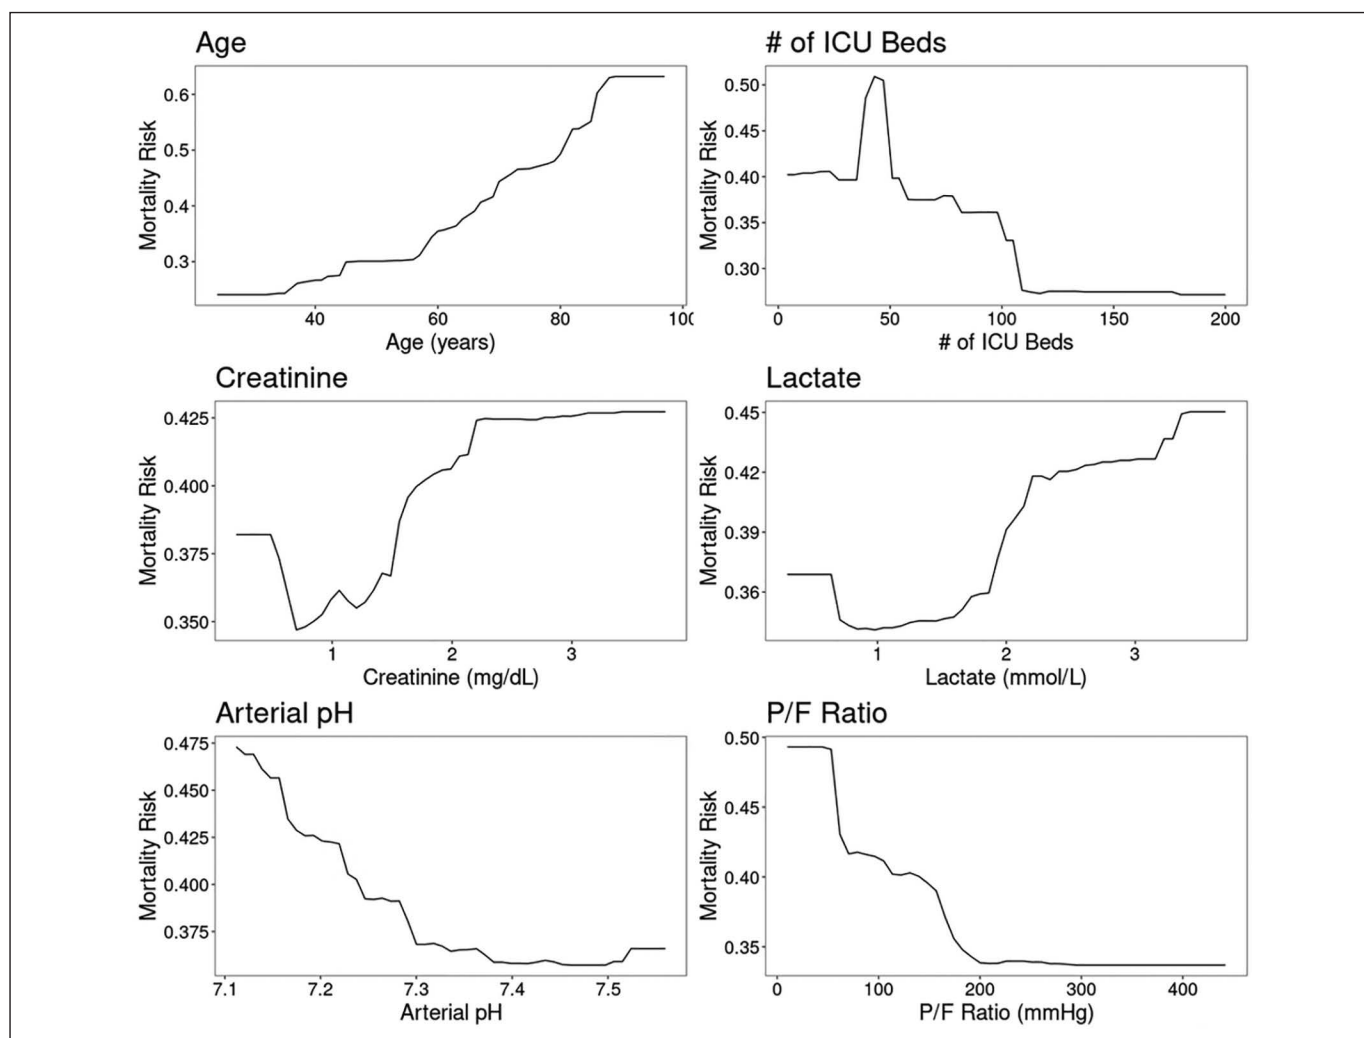 Age
# of ICU Beds
Mortality Risk
0.6
0.5
0.4
0.3
40 60 80 100
Age (years)
Mortality Risk
0.50
0.45
0.40
0.35
0.30
0 50 100 150 200
# of ICU Beds
Creatinine
Lactate
Mortality Risk
0.425
0.400
0.375
0.350
1 2 3
Creatinine (mg/dL)
Mortality Risk
0.45
0.42
0.39
0.36
1 2 3
Lactate (mmol/L)
Arterial pH
P/F Ratio
Mortality Risk
0.475
0.450
0.425
0.400
0.375
7.1 7.2 7.3 7.4 7.5
Arterial pH
Mortality Risk
0.50
0.45
0.40
0.35
0 100 200 300 400
P/F Ratio (mmHg)